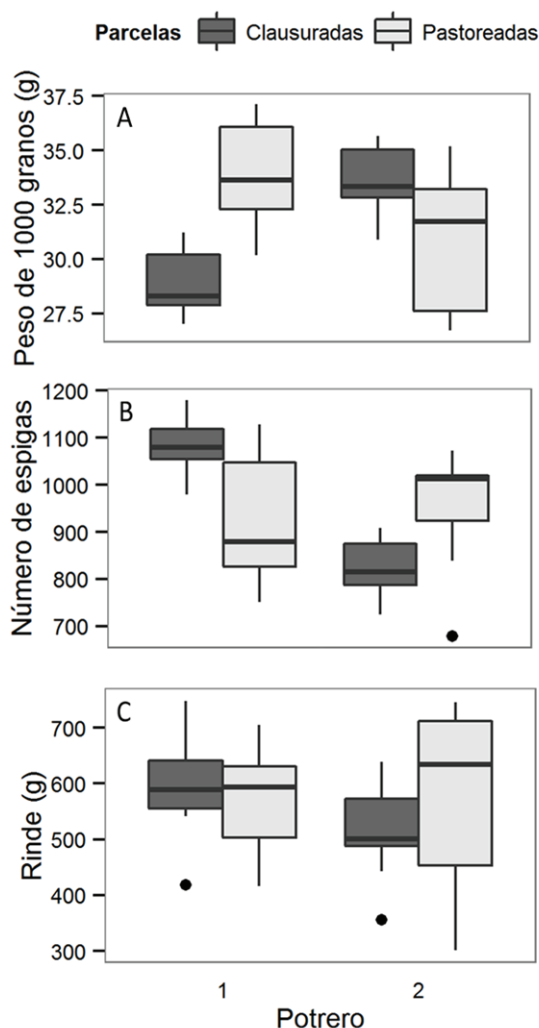 Parcelas Clausuradas Pastoreadas
A
Peso de 1000 granos (g)
37.5
35.0
32.5
30.0
27.5
B
Número de espigas
1200
1100
1000
900
800
700
C
Rinde (g)
700
600
500
400
300
1 2
Potrero